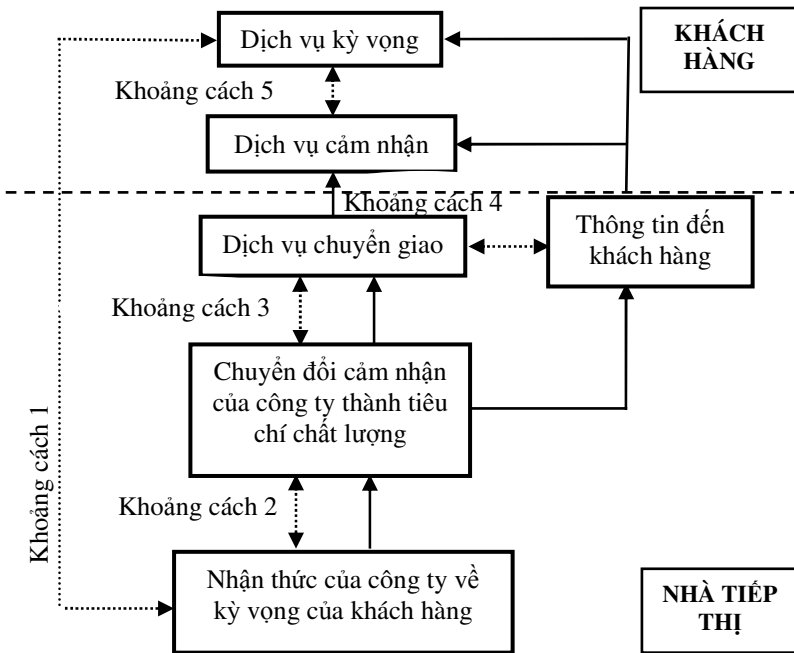 Dịch vụ kỳ vọng
KHÁCH
HÀNG
Khoảng cách 5
Dịch vụ cảm nhận
Khoảng cách 4
Dịch vụ chuyển giao
Thông tin đến
khách hàng
Khoảng cách 3
Chuyển đổi cảm nhận
của công ty thành tiêu
chí chất lượng
Khoảng cách 1
Khoảng cách 2
Nhận thức của công ty về
kỳ vọng của khách hàng
NHÀ TIẾP
THỊ